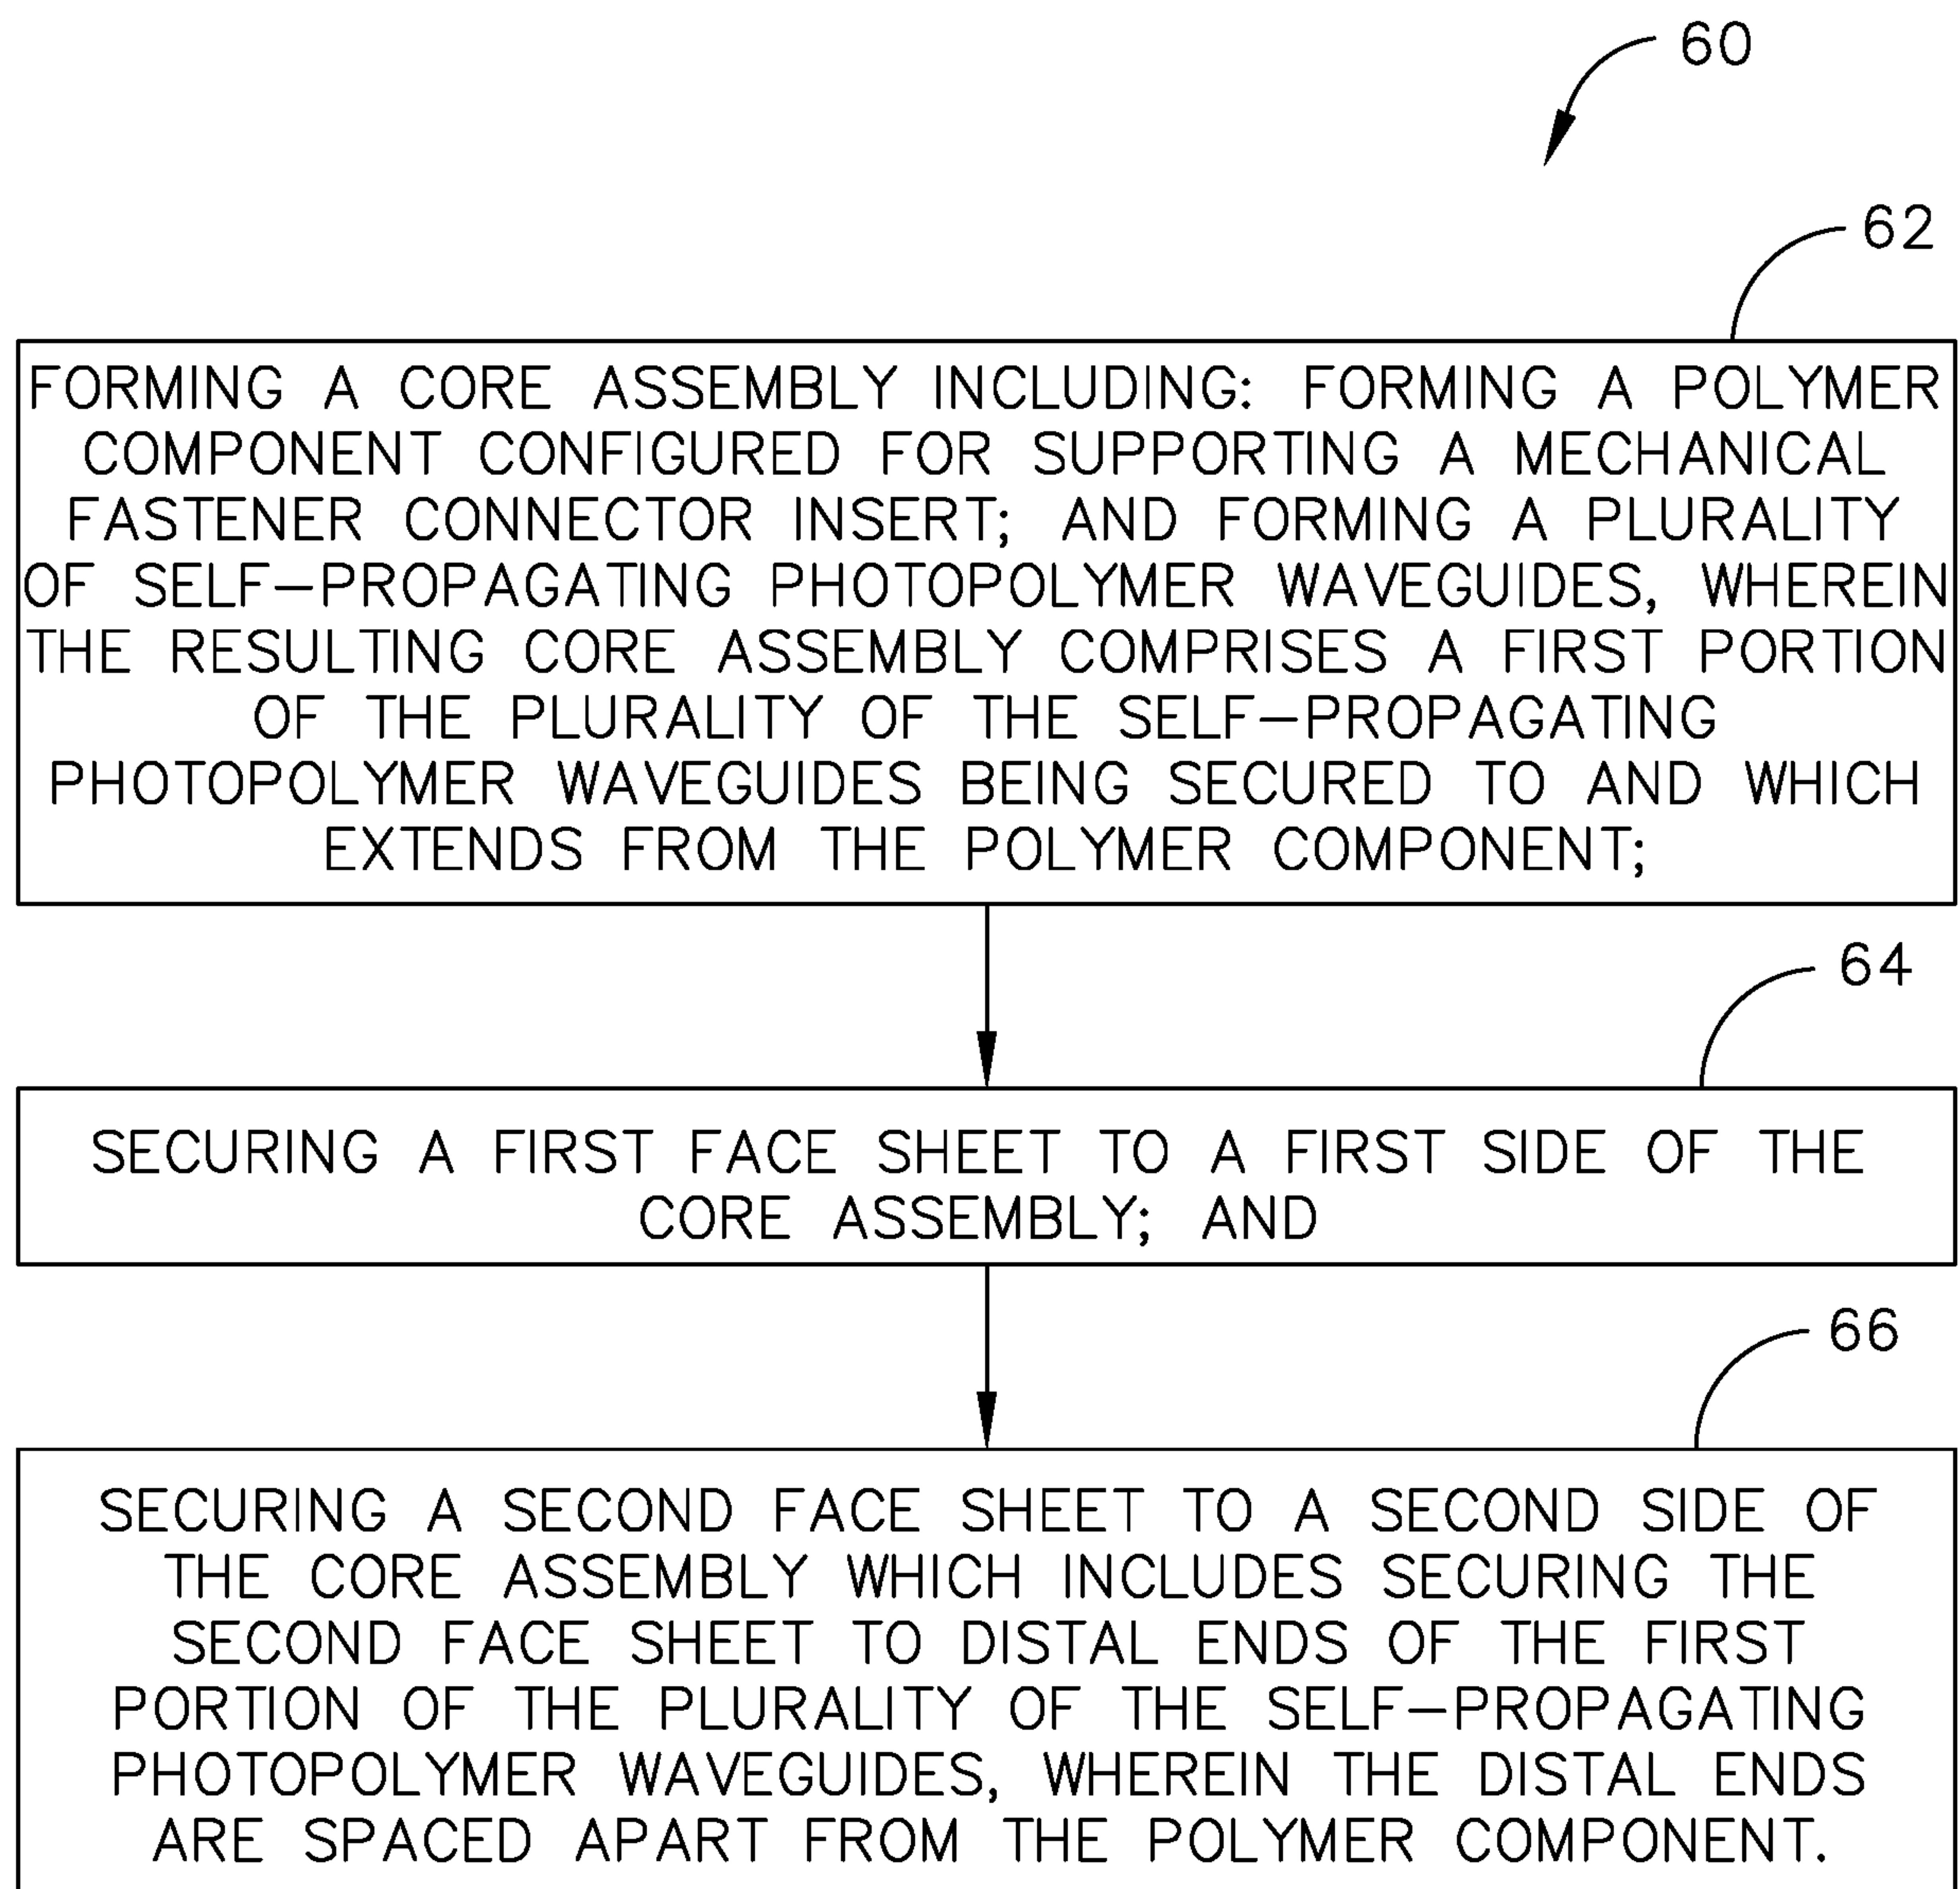 60
62
FORMING A CORE ASSEMBLY INCLUDING: FORMING A POLYMER
COMPONENT CONFIGURED FOR SUPPORTING A MECHANICAL
FASTENER CONNECTOR INSERT; AND FORMING A PLURALITY
OF SELF-PROPAGATING PHOTOPOLYMER WAVEGUIDES, WHEREIN
THE RESULTING CORE ASSEMBLY COMPRISES A FIRST PORTION
OF THE PLURALITY OF THE SELF-PROPAGATING
PHOTOPOLYMER WAVEGUIDES BEING SECURED TO AND WHICH
EXTENDS FROM THE POLYMER COMPONENT;
64
SECURING A FIRST FACE SHEET TO A FIRST SIDE OF THE
CORE ASSEMBLY; AND
66
SECURING A SECOND FACE SHEET TO A SECOND SIDE OF
THE CORE ASSEMBLY WHICH INCLUDES SECURING THE
SECOND FACE SHEET TO DISTAL ENDS OF THE FIRST
PORTION OF THE PLURALITY OF THE SELF-PROPAGATING
PHOTOPOLYMER WAVEGUIDES, WHEREIN THE DISTAL ENDS
ARE SPACED APART FROM THE POLYMER COMPONENT.